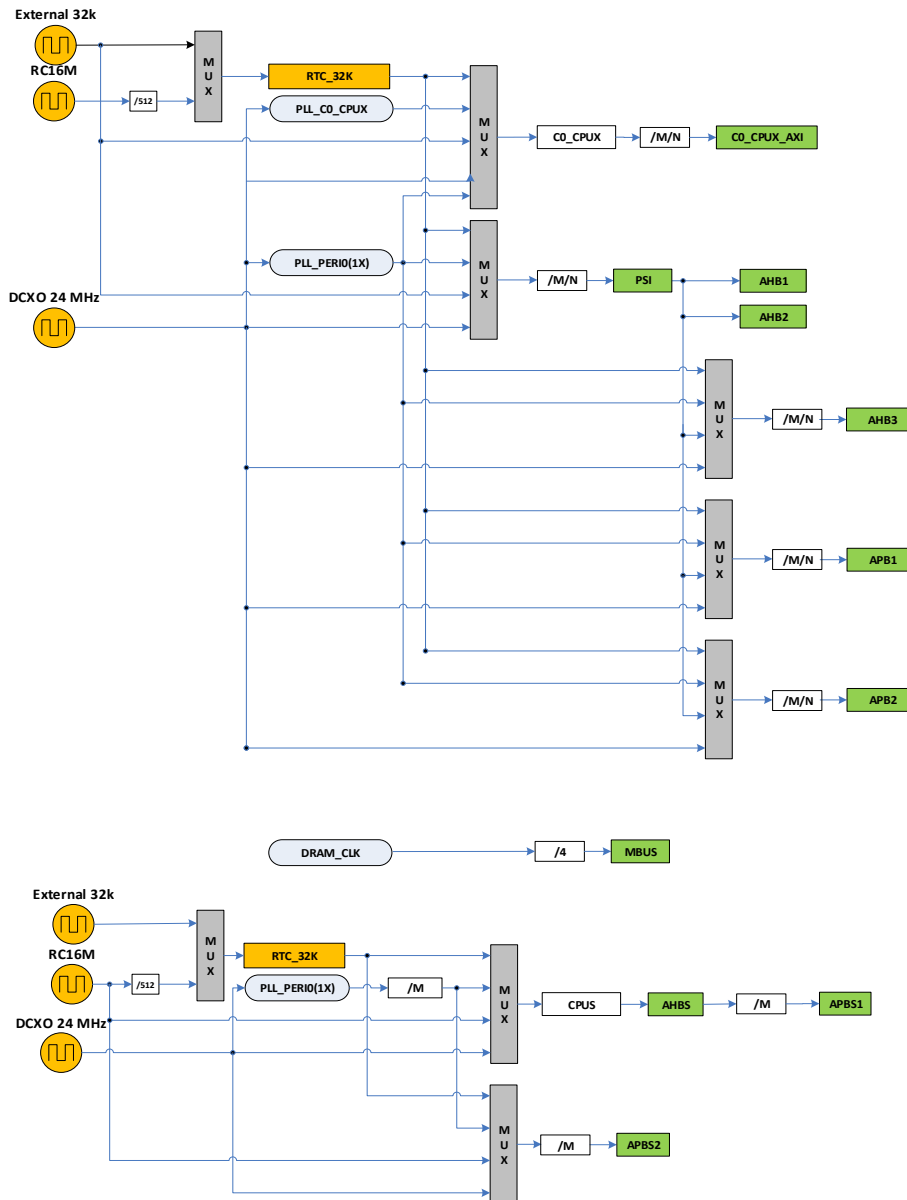 External 32k
RC16M
/512
MUX
RTC_32K
PLL_C0_CPUX
MUX
C0_CPUX
/M/N
C0_CPUX_AXI
PLL_PERI0(1X)
MUX
/M/N
PSI
AHB1
AHB2
DCXO 24 MHz
MUX
/M/N
AHB3
MUX
/M/N
APB1
MUX
/M/N
APB2
DRAM_CLK
/4
MBUS
External 32k
RC16M
/512
MUX
RTC_32K
PLL_PERI0(1X)
/M
MUX
CPUS
AHBS
/M
APBS1
DCXO 24 MHz
MUX
/M
APBS2